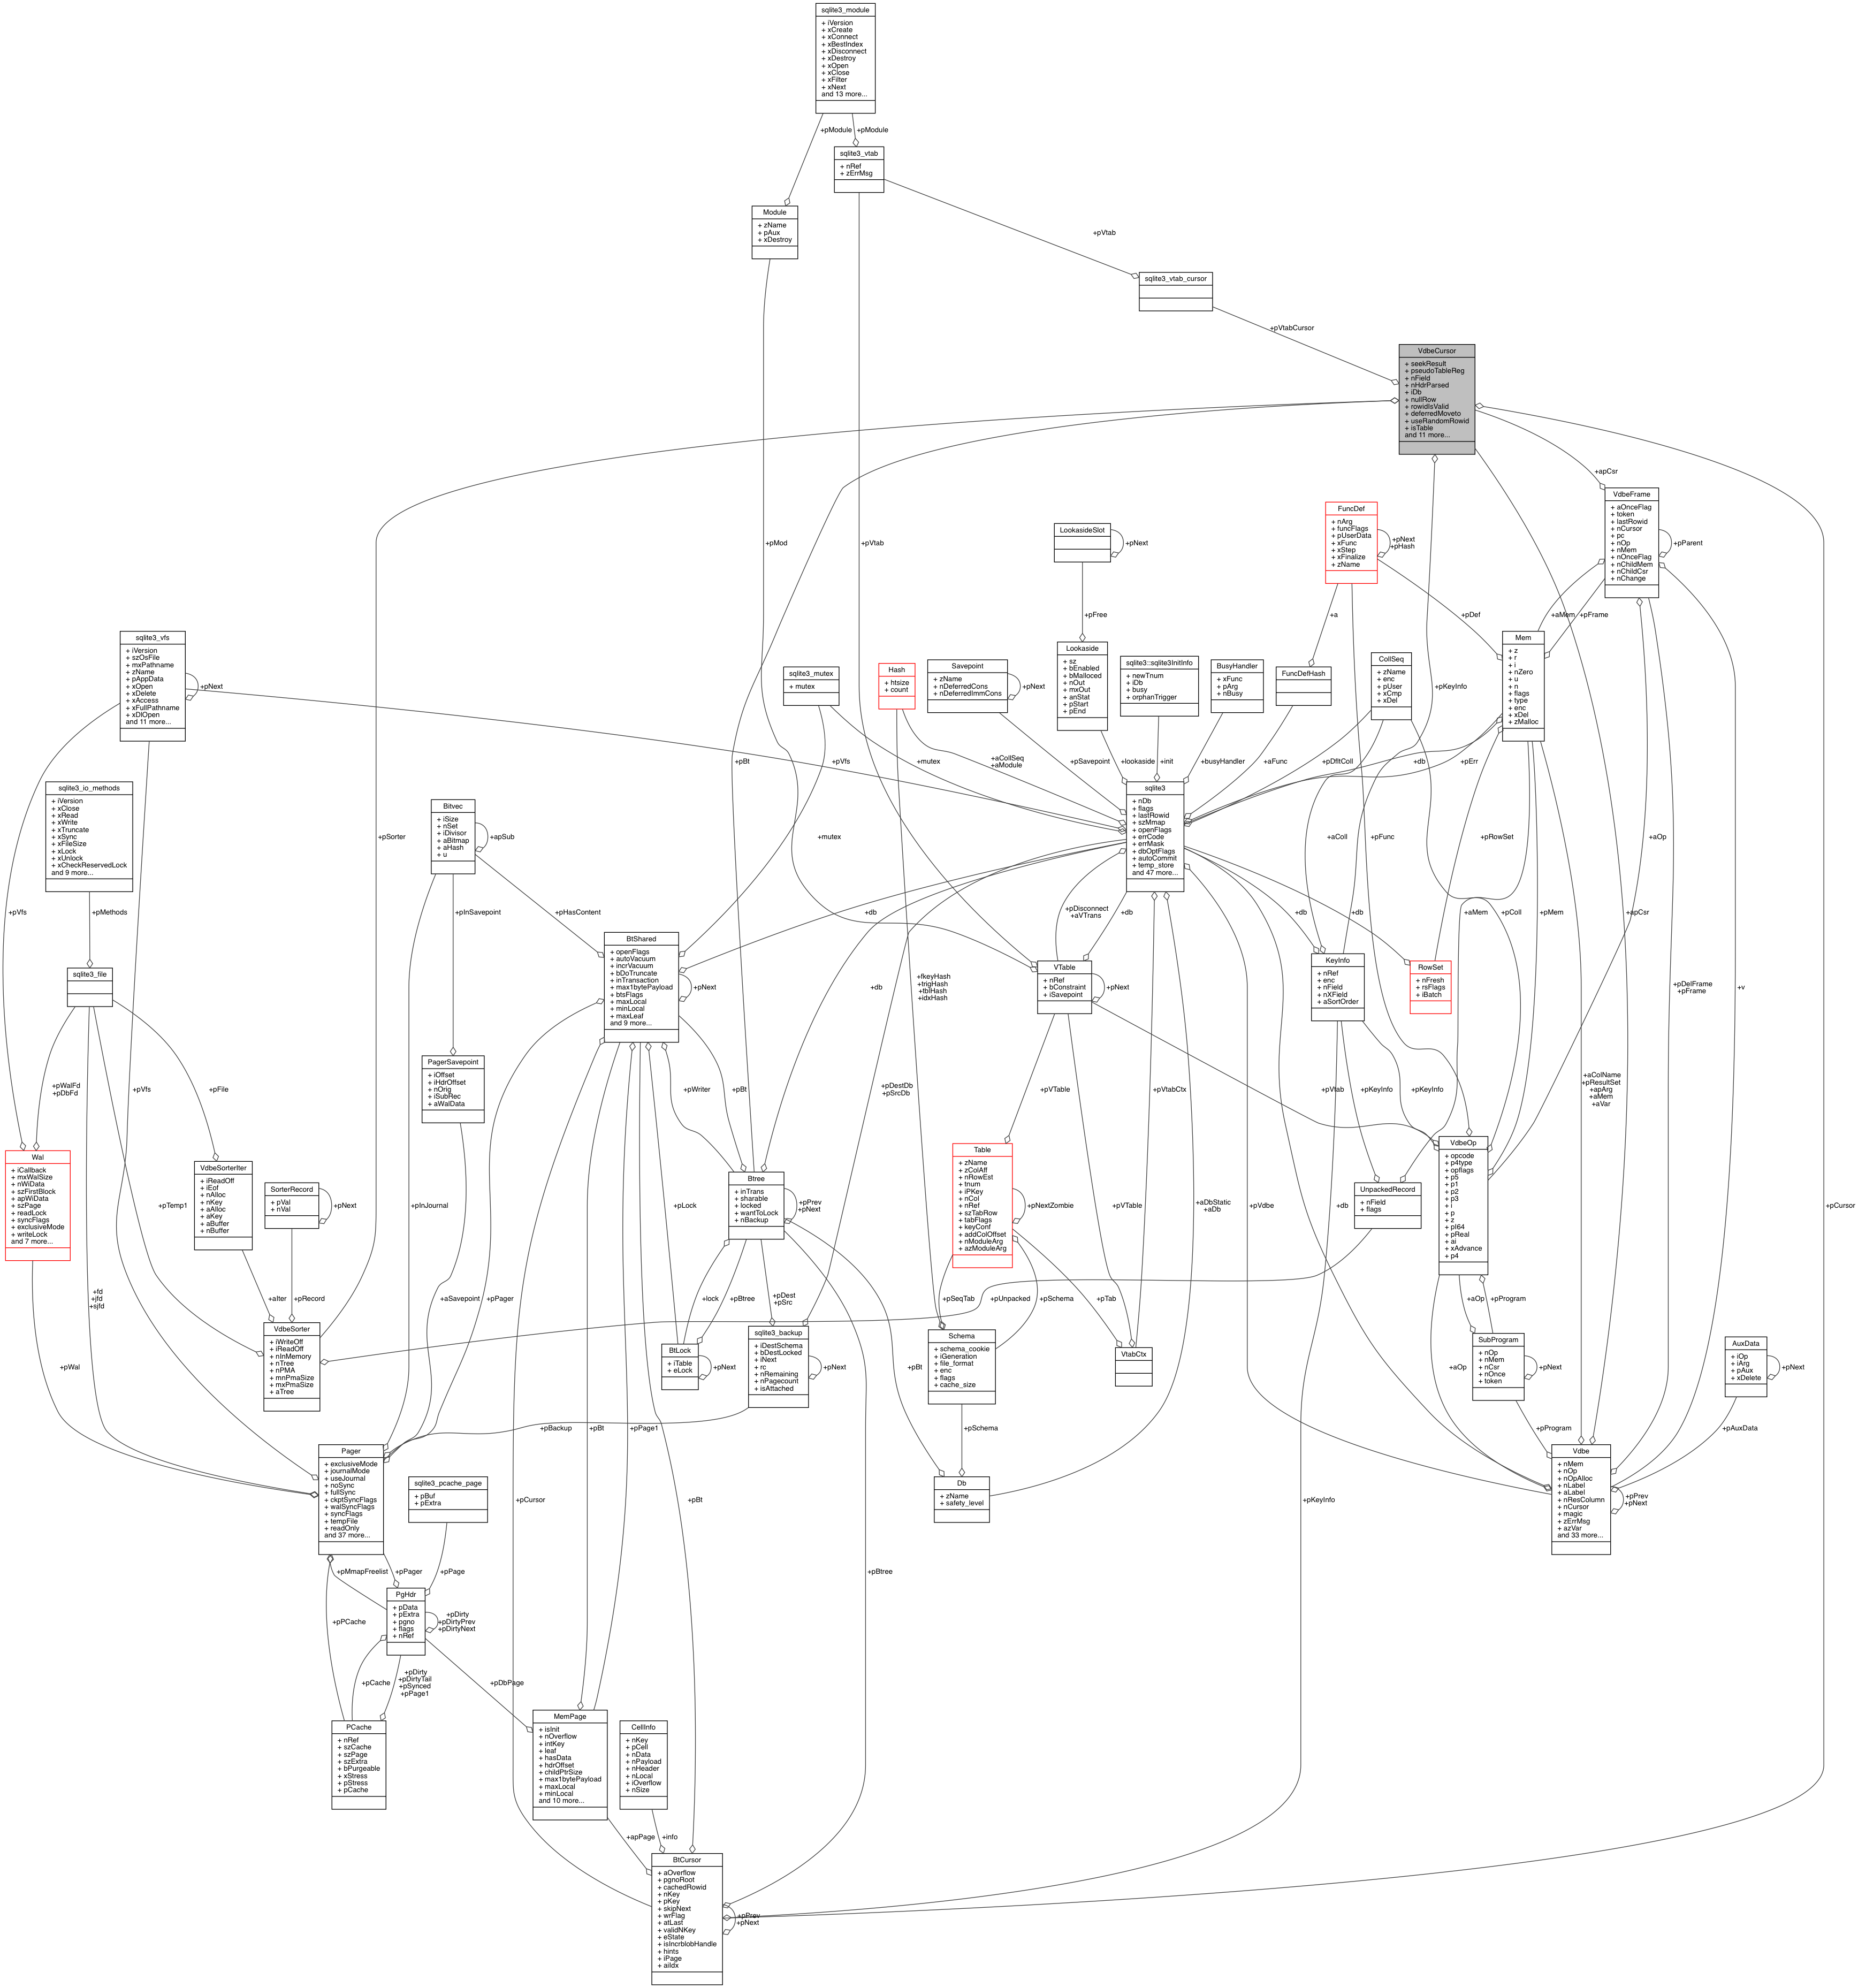 sqlite3_module
+ iVersion
+ xCreate
+ xConnect
+ xBestIndex
+ xDisconnect
+ xDestroy
+ xOpen
+ xClose
+ xFilter
+ xNext
and 13 more...
+pModule
+pModule
sqlite3_vtab
+ nRef
+ zErrMsg
Module
+ zName
+ pAux
+ xDestroy
+pVtab
sqlite3_vtab_cursor
+pVtabCursor
VdbeCursor
+ seekResult
+ pseudoTableReg
+ nField
+ nHdrParsed
+ iDb
+ nullRow
+ rowidIsValid
+ deferredMoveto
+ useRandomRowid
+ isTable
and 11 more...
+apCsr
VdbeFrame
+ aOnceFlag
+ token
+ lastRowid
+ nCursor
+ pc
+ nOp
+ nMem
+ nOnceFlag
+ nChildMem
+ nChildCsr
+ nChange
+pParent
FuncDef
+ nArg
+ funcFlags
+ pUserData
+ xFunc
+ xStep
+ xFinalize
+ zName
+pNext
+pHash
LookasideSlot
+pNext
+pMod
+pVtab
+pBt
+pFree
+a
+pDef
+aMem
+pFrame
+pKeyInfo
sqlite3_vfs
+ iVersion
+ szOsFile
+ mxPathname
+ zName
+ pAppData
+ xOpen
+ xDelete
+ xAccess
+ xFullPathname
+ xDlOpen
and 11 more...
+pNext
sqlite3_mutex
+ mutex
Hash
+ htsize
+ count
Savepoint
+ zName
+ nDeferredCons
+ nDeferredImmCons
+pNext
Lookaside
+ sz
+ bEnabled
+ bMalloced
+ nOut
+ mxOut
+ anStat
+ pStart
+ pEnd
sqlite3::sqlite3InitInfo
+ newTnum
+ iDb
+ busy
+ orphanTrigger
BusyHandler
+ xFunc
+ pArg
+ nBusy
FuncDefHash
CollSeq
+ zName
+ enc
+ pUser
+ xCmp
+ xDel
Mem
+ z
+ r
+ i
+ nZero
+ u
+ n
+ flags
+ type
+ enc
+ xDel
+ zMalloc
+pVfs
+mutex
+aCollSeq
+aModule
+pSavepoint
+lookaside
+init
+busyHandler
+aFunc
+pDfltColl
+db
+pErr
sqlite3_io_methods
+ iVersion
+ xClose
+ xRead
+ xWrite
+ xTruncate
+ xSync
+ xFileSize
+ xLock
+ xUnlock
+ xCheckReservedLock
and 9 more...
Bitvec
+ iSize
+ nSet
+ iDivisor
+ aBitmap
+ aHash
+ u
+apSub
+pSorter
+mutex
sqlite3
+ nDb
+ flags
+ lastRowid
+ szMmap
+ openFlags
+ errCode
+ errMask
+ dbOptFlags
+ autoCommit
+ temp_store
and 47 more...
+aColl
+pFunc
+pRowSet
+aOp
+pVfs
+pMethods
+pInSavepoint
+pHasContent
+db
+pDisconnect
+aVTrans
+db
+db
+db
+aMem
+pColl
+pMem
+apCsr
BtShared
+ openFlags
+ autoVacuum
+ incrVacuum
+ bDoTruncate
+ inTransaction
+ max1bytePayload
+ btsFlags
+ maxLocal
+ minLocal
+ maxLeaf
and 9 more...
+pNext
sqlite3_file
+db
+fkeyHash
+trigHash
+tblHash
+idxHash
VTable
+ nRef
+ bConstraint
+ iSavepoint
+pNext
KeyInfo
+ nRef
+ enc
+ nField
+ nXField
+ aSortOrder
RowSet
+ nFresh
+ rsFlags
+ iBatch
+pDelFrame
+pFrame
+v
PagerSavepoint
+ iOffset
+ iHdrOffset
+ nOrig
+ iSubRec
+ aWalData
+pWalFd
+pDbFd
+pVfs
+pFile
+pWriter
+pBt
+pDestDb
+pSrcDb
+pVTable
+pVtabCtx
+pVtab
+pKeyInfo
+pKeyInfo
+aColName
+pResultSet
+apArg
+aMem
+aVar
Wal
+ iCallback
+ mxWalSize
+ nWiData
+ szFirstBlock
+ apWiData
+ szPage
+ readLock
+ syncFlags
+ exclusiveMode
+ writeLock
and 7 more...
+pTemp1
VdbeSorterIter
+ iReadOff
+ iEof
+ nAlloc
+ nKey
+ aAlloc
+ aKey
+ aBuffer
+ nBuffer
SorterRecord
+ pVal
+ nVal
+pNext
+pInJournal
+pLock
Btree
+ inTrans
+ sharable
+ locked
+ wantToLock
+ nBackup
+pPrev
+pNext
Table
+ zName
+ zColAff
+ nRowEst
+ tnum
+ iPKey
+ nCol
+ nRef
+ szTabRow
+ tabFlags
+ keyConf
+ addColOffset
+ nModuleArg
+ azModuleArg
+pNextZombie
+pVTable
+aDbStatic
+aDb
+pVdbe
+db
UnpackedRecord
+ nField
+ flags
VdbeOp
+ opcode
+ p4type
+ opflags
+ p5
+ p1
+ p2
+ p3
+ i
+ p
+ z
+ pI64
+ pReal
+ ai
+ xAdvance
+ p4
+pCursor
+fd
+jfd
+sjfd
+aIter
+pRecord
+aSavepoint
+pPager
+lock
+pBtree
+pDest
+pSrc
+pUnpacked
+pSeqTab
+pSchema
+pTab
+aOp
+pProgram
VdbeSorter
+ iWriteOff
+ iReadOff
+ nInMemory
+ nTree
+ nPMA
+ mnPmaSize
+ mxPmaSize
+ aTree
BtLock
+ iTable
+ eLock
+pNext
sqlite3_backup
+ iDestSchema
+ bDestLocked
+ iNext
+ rc
+ nRemaining
+ nPagecount
+ isAttached
+pNext
Schema
+ schema_cookie
+ iGeneration
+ file_format
+ enc
+ flags
+ cache_size
VtabCtx
SubProgram
+ nOp
+ nMem
+ nCsr
+ nOnce
+ token
+pNext
AuxData
+ iOp
+ iArg
+ pAux
+ xDelete
+pNext
+pWal
+pBt
+aOp
+pBackup
+pBt
+pPage1
+pSchema
+pProgram
+pAuxData
Pager
+ exclusiveMode
+ journalMode
+ useJournal
+ noSync
+ fullSync
+ ckptSyncFlags
+ walSyncFlags
+ syncFlags
+ tempFile
+ readOnly
and 37 more...
sqlite3_pcache_page
+ pBuf
+ pExtra
+pCursor
+pBt
Db
+ zName
+ safety_level
+pKeyInfo
Vdbe
+ nMem
+ nOp
+ nOpAlloc
+ nLabel
+ aLabel
+ nResColumn
+ nCursor
+ magic
+ zErrMsg
+ azVar
and 33 more...
+pPrev
+pNext
+pMmapFreelist
+pPager
+pPage
+pBtree
+pPCache
PgHdr
+ pData
+ pExtra
+ pgno
+ flags
+ nRef
+pDirty
+pDirtyPrev
+pDirtyNext
+pCache
+pDirty
+pDirtyTail
+pSynced
+pPage1
+pDbPage
PCache
+ nRef
+ szCache
+ szPage
+ szExtra
+ bPurgeable
+ xStress
+ pStress
+ pCache
MemPage
+ isInit
+ nOverflow
+ intKey
+ leaf
+ hasData
+ hdrOffset
+ childPtrSize
+ max1bytePayload
+ maxLocal
+ minLocal
and 10 more...
CellInfo
+ nKey
+ pCell
+ nData
+ nPayload
+ nHeader
+ nLocal
+ iOverflow
+ nSize
+apPage
+info
BtCursor
+ aOverflow
+ pgnoRoot
+ cachedRowid
+ nKey
+ pKey
+ skipNext
+ wrFlag
+ atLast
+ validNKey
+ eState
+ isIncrblobHandle
+ hints
+ iPage
+ aiIdx
+pPrev
+pNext